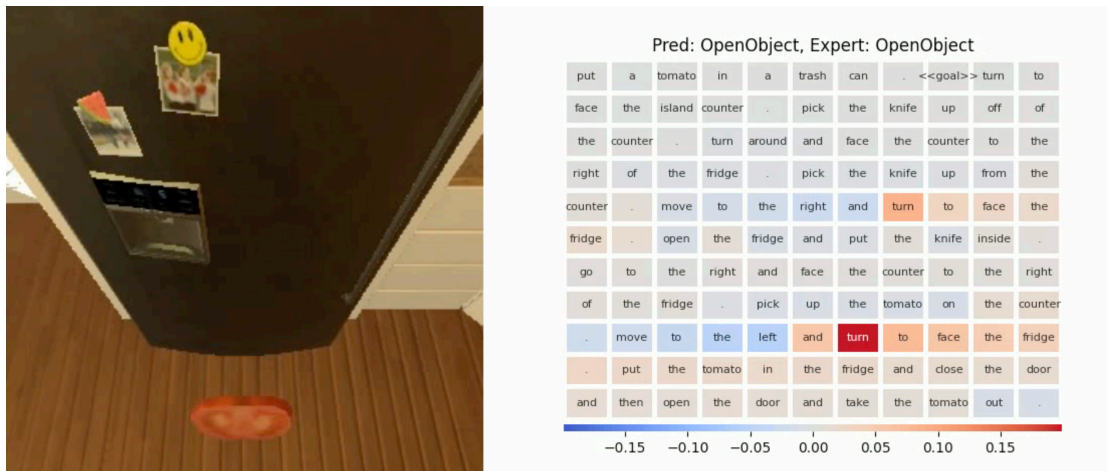 Pred: OpenObject, Expert: OpenObject
put a tomato in a trash can . <<goal>> turn to
face the island counter . pick the knife up off of
the counter . turn around and face the counter to the
right of the fridge . pick the knife up from the
counter . move to the right and turn to face the
fridge . open the fridge and put the knife inside .
go to the right and face the counter to the right
of the fridge . pick up the tomato on the counter
. move to the left and turn to face the fridge
. put the tomato in the fridge and close the door
and then open the door and take the tomato out .
−0.15 −0.10 −0.05 0.00 0.05 0.10 0.15